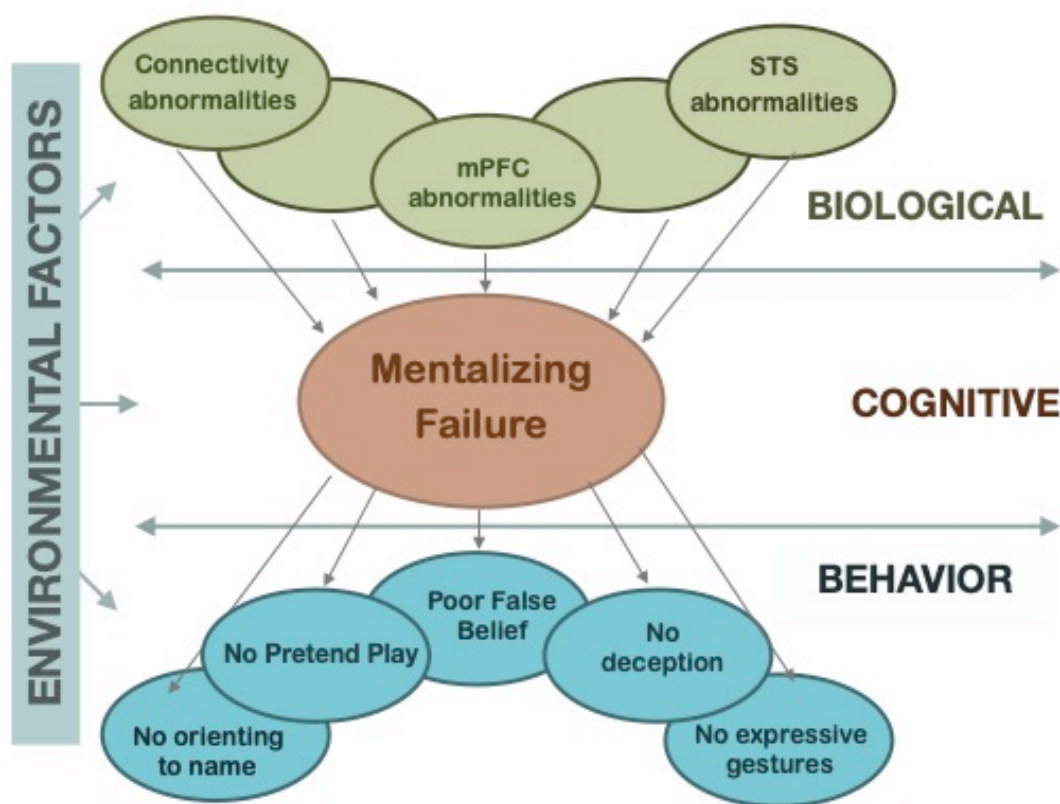 ENVIRONMENTAL FACTORS
Connectivity
abnormalities
STS
abnormalities
mPFC
abnormalities
BIOLOGICAL
Mentalizing
Failure
COGNITIVE
BEHAVIOR
Poor False
Belief
No Pretend Play
No
deception
No orienting
to name
No expressive
gestures